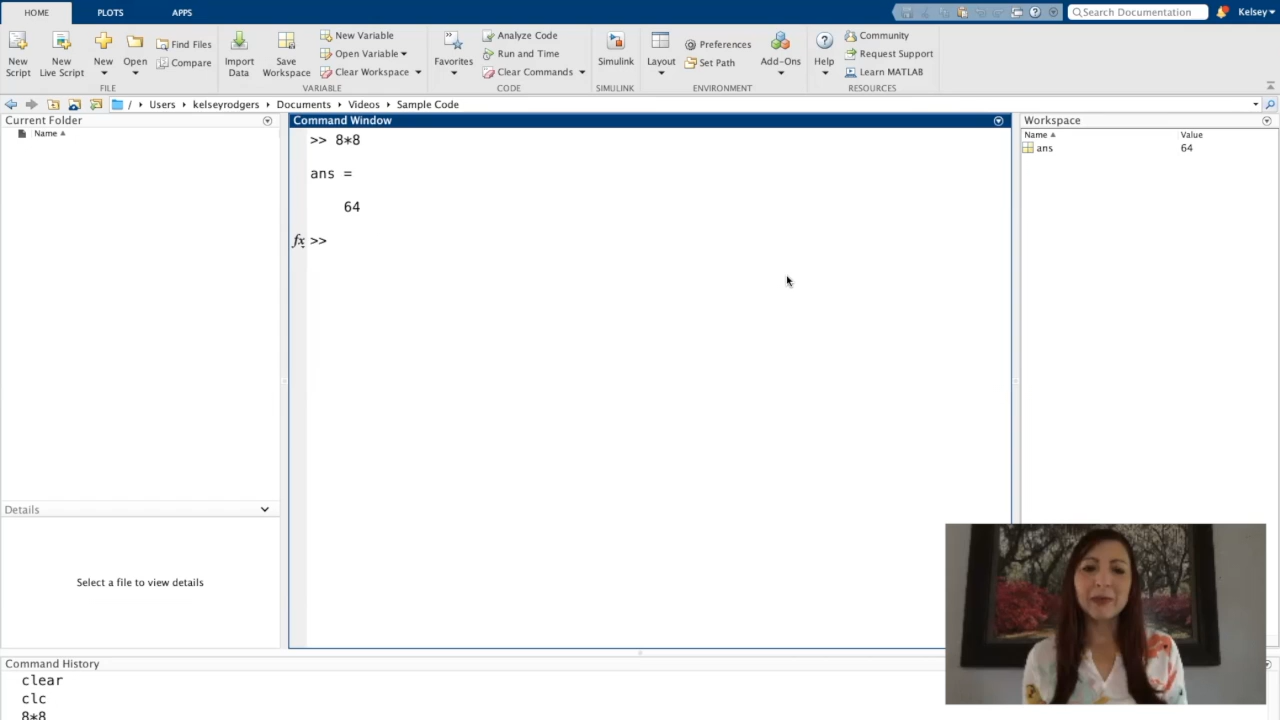 HOME PLOTS APPS
Search Documentation Kelsey
New Script
New Live Script
New
Open
Find Files
Compare
Import Data
Save Workspace
New Variable
Open Variable
Clear Workspace
Favorites
Analyze Code
Run and Time
Clear Commands
Simulink
Layout
Preferences
Set Path
Add-Ons
Help
Community
Request Support
Learn MATLAB
FILE VARIABLE CODE SIMULINK ENVIRONMENT RESOURCES
/ Users kelseyrodgers Documents Videos Sample Code
Current Folder
Name
Details
Select a file to view details
Command Window
>> 8*8
ans =
64
fx >>
Workspace
Name Value
ans 64
Command History
clear
clc
8*8